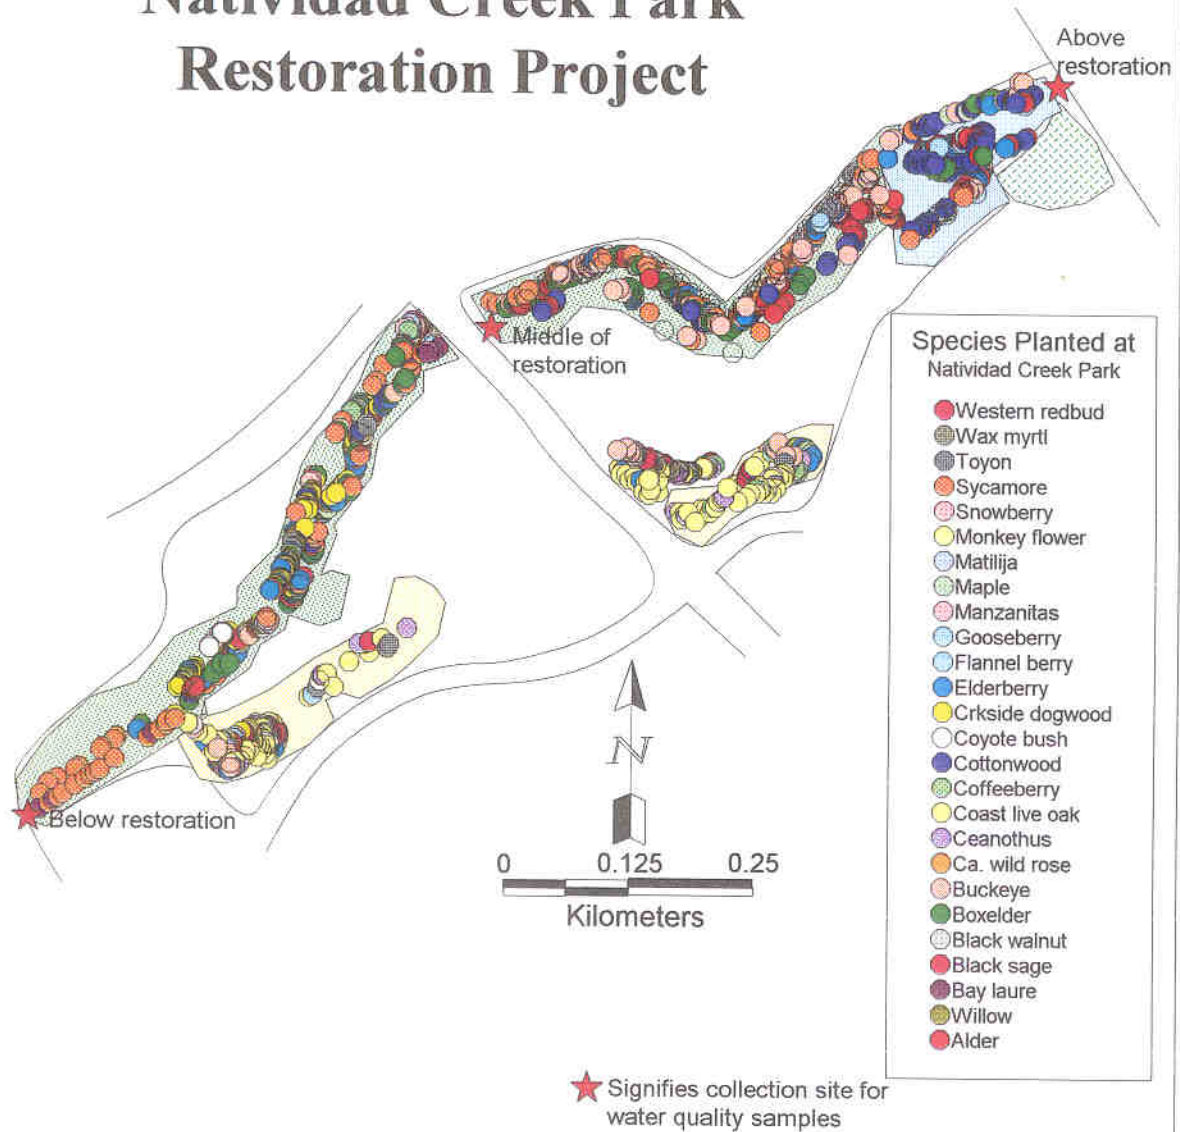 Natividad Creek Park
Restoration Project
Above
restoration
Middle of
restoration
Species Planted at
Natividad Creek Park
Western redbud
Wax myrtl
Toyon
Sycamore
Snowberry
Monkey flower
Matilija
Maple
Manzanitas
Gooseberry
Flannel berry
Elderberry
Crkside dogwood
Coyote bush
Cottonwood
Coffeeberry
Coast live oak
Ceanothus
Ca. wild rose
Buckeye
Boxelder
Black walnut
Black sage
Bay laure
Willow
Alder
Below restoration
N
0 0.125 0.25
Kilometers
Signifies collection site for
water quality samples